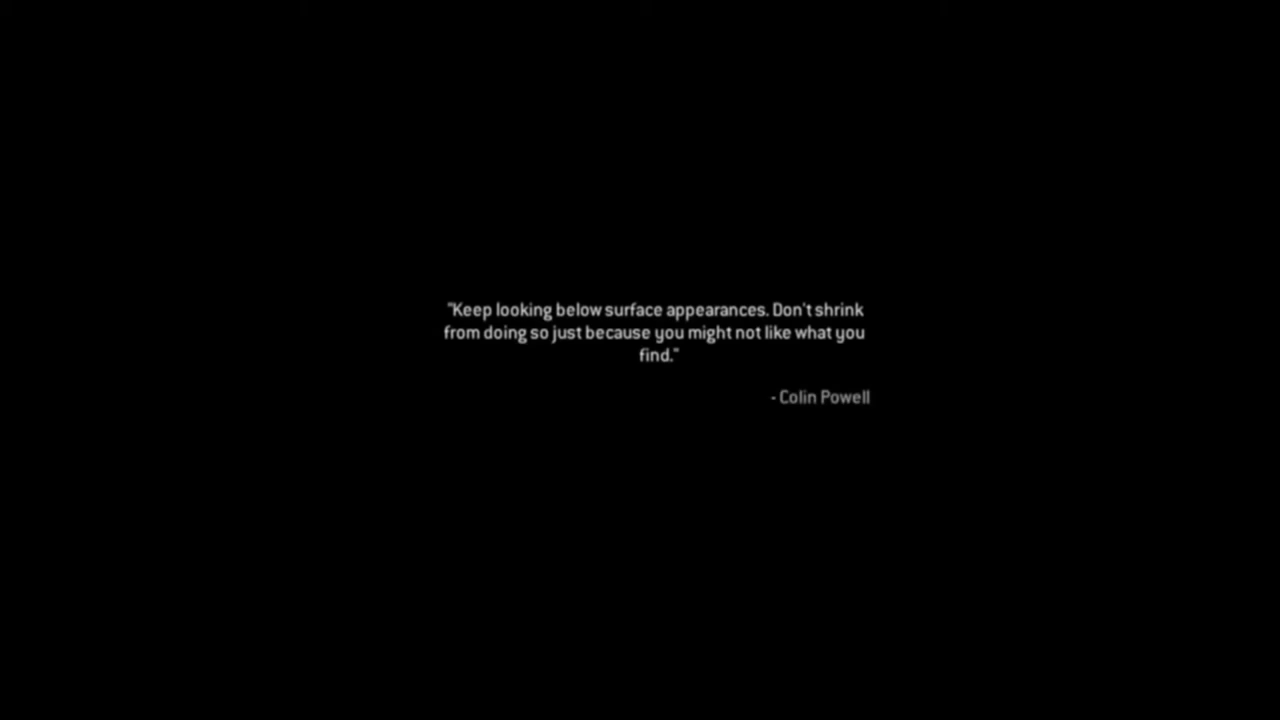 "Keep looking below surface appearances. Don't shrink
from doing so just because you might not like what you
find."
- Colin Powell